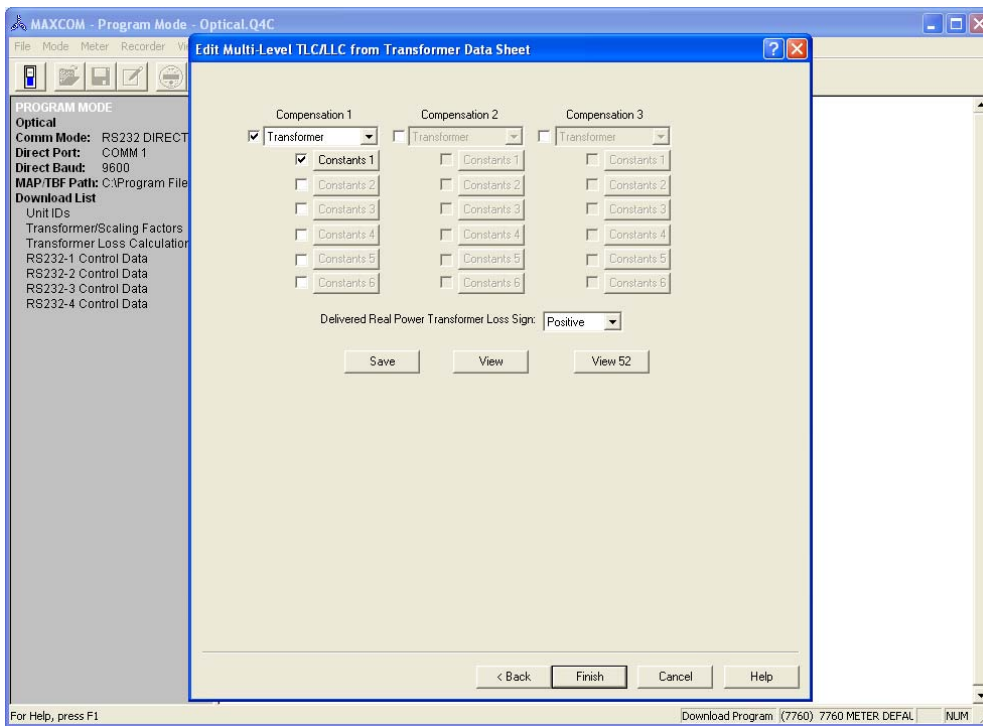 MAXCOM - Program Mode - Optical.Q4C
File Mode Meter Recorder
Edit Multi-Level TLC/LLC from Transformer Data Sheet
PROGRAM MODE
Optical
Comm Mode: RS232 DIRECT
Direct Port: COMM 1
Direct Baud: 9600
MAP/TBF Path: C:\Program File
Download List
Unit IDs
Transformer/Scaling Factors
Transformer Loss Calculation
RS232-1 Control Data
RS232-2 Control Data
RS232-3 Control Data
RS232-4 Control Data
Compensation 1 Compensation 2 Compensation 3
Transformer Transformer Transformer
Constants 1 Constants 1 Constants 1
Constants 2 Constants 2 Constants 2
Constants 3 Constants 3 Constants 3
Constants 4 Constants 4 Constants 4
Constants 5 Constants 5 Constants 5
Constants 6 Constants 6 Constants 6
Delivered Real Power Transformer Loss Sign: Positive
Save View View 52
< Back Finish Cancel Help
For Help, press F1
Download Program (7760) 7760 METER DEFAL NUM